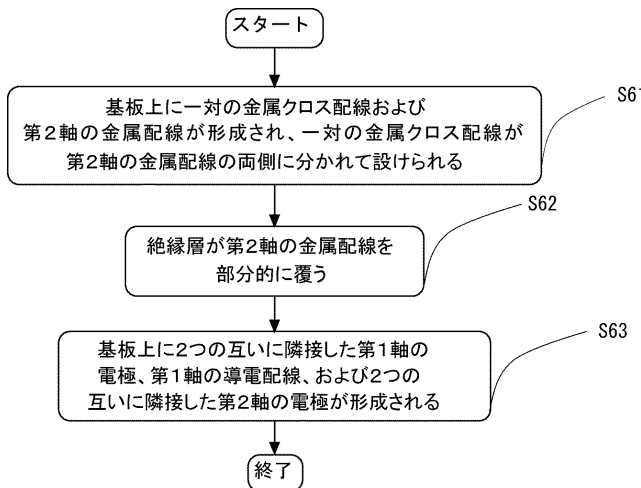 スタート
基板上に一対の金属クロス配線および
第2軸の金属配線が形成され、一対の金属クロス配線が
第2軸の金属配線の両側に分かれて設けられる
S61
絶縁層が第2軸の金属配線を
部分的に覆う
S62
基板上に2つの互いに隣接した第1軸の
電極、第1軸の導電配線、および2つの
互いに隣接した第2軸の電極が形成される
S63
終了